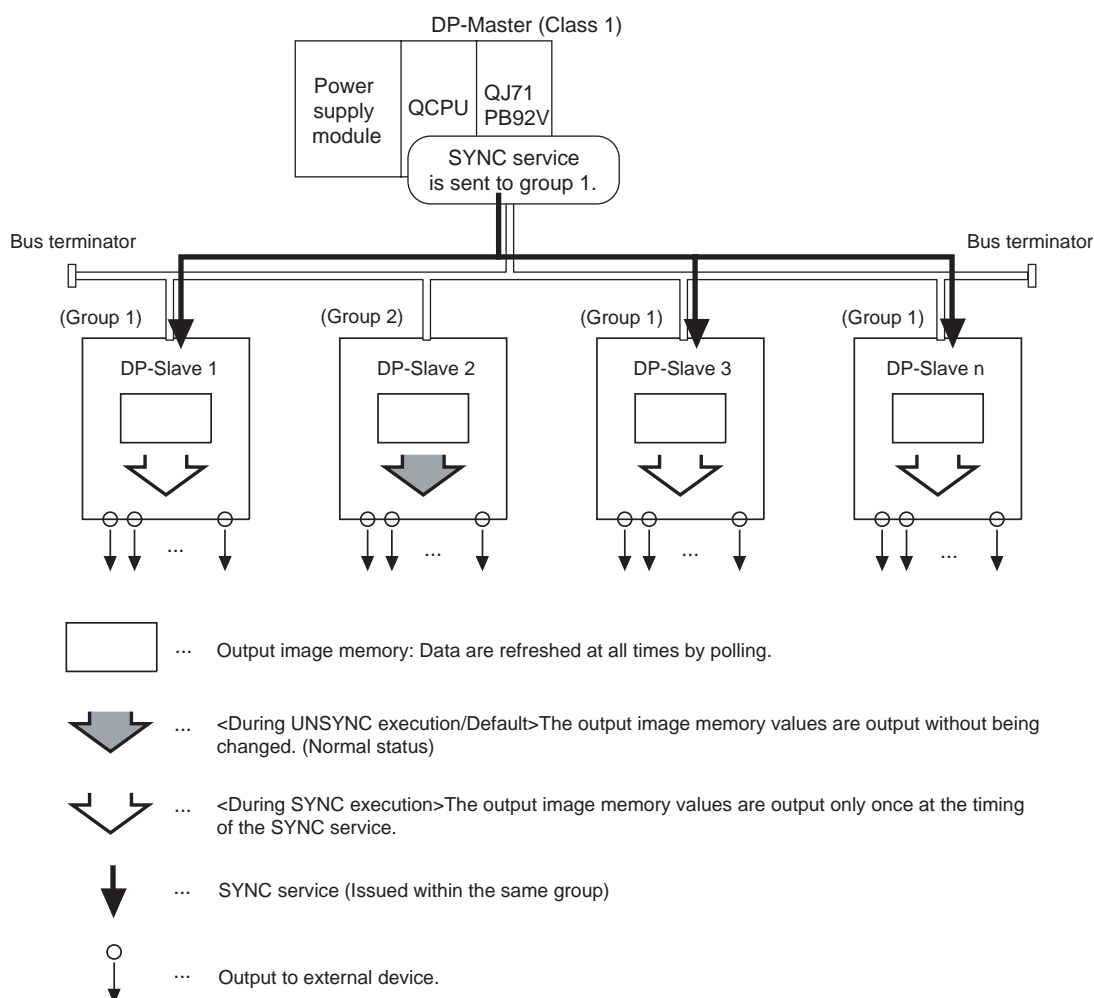 DP-Master (Class 1)
Power
supply
module
QCPU
QJ71
PB92V
SYNC service
is sent to group 1.
Bus terminator
Bus terminator
(Group 1)
(Group 2)
(Group 1)
(Group 1)
DP-Slave 1
DP-Slave 2
DP-Slave 3
DP-Slave n
...
...
...
...
... Output image memory: Data are refreshed at all times by polling.
... <During UNSYNC execution/Default>The output image memory values are output without being
changed. (Normal status)
... <During SYNC execution>The output image memory values are output only once at the timing
of the SYNC service.
... SYNC service (Issued within the same group)
... Output to external device.